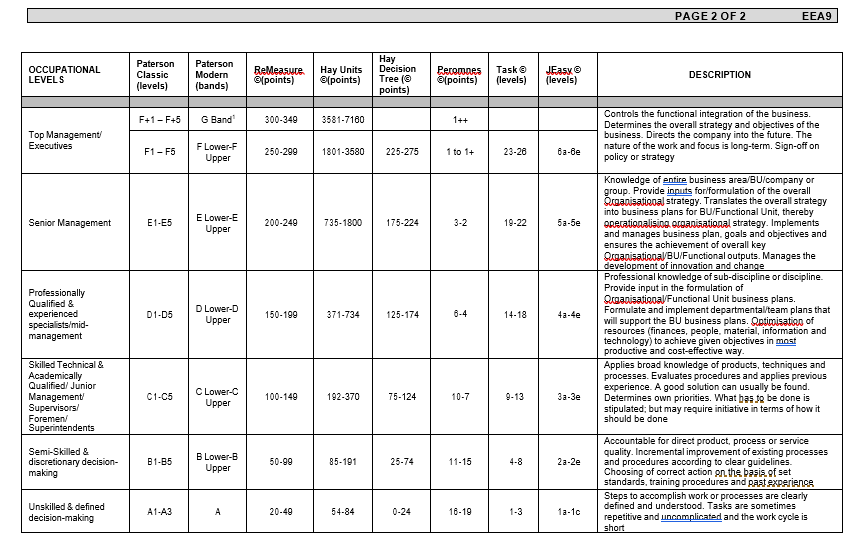 PAGE 2 OF 2 EEA9
OCCUPATIONAL LEVELS
Paterson Classic (levels)
Paterson Modern (bands)
ReMeasure ©(points)
Hay Units ©(points)
Hay Decision Tree (© points)
Peromnes ©(points)
Task © (levels)
JEasy © (levels)
DESCRIPTION
Top Management/
Executives
F+1 – F+5 G Band¹ 300-349 3581-7160 1++
F1 – F5 F Lower-F Upper 250-299 1801-3580 225-275 1 to 1+ 23-26 6a-6e
Controls the functional integration of the business.
Determines the overall strategy and objectives of the
business. Directs the company into the future. The
nature of the work and focus is long-term. Sign-off on
policy or strategy
Senior Management
E1-E5 E Lower-E Upper 200-249 735-1800 175-224 3-2 19-22 5a-5e
Knowledge of entire business area/BU/company or
group. Provide inputs for/formulation of the overall
Organisational strategy. Translates the overall strategy
into business plans for BU/Functional Unit, thereby
operationalising organisational strategy. Implements
and manages business plan, goals and objectives and
ensures the achievement of overall key
Organisational/BU/Functional outputs. Manages the
development of innovation and change
Professionally
Qualified &
experienced
specialists/mid-
management
D1-D5 D Lower-D Upper 150-199 371-734 125-174 6-4 14-18 4a-4e
Professional knowledge of sub-discipline or discipline.
Provide input in the formulation of
Organisational/Functional Unit business plans.
Formulate and implement departmental/team plans that
will support the BU business plans. Optimisation of
resources (finances, people, material, information and
technology) to achieve given objectives in most
productive and cost-effective way.
Skilled Technical &
Academically
Qualified/ Junior
Management/
Supervisors/
Foremen/
Superintendents
C1-C5 C Lower-C Upper 100-149 192-370 75-124 10-7 9-13 3a-3e
Applies broad knowledge of products, techniques and
processes. Evaluates procedures and applies previous
experience. A good solution can usually be found.
Determines own priorities. What has to be done is
stipulated; but may require initiative in terms of how it
should be done
Semi-Skilled &
discretionary decision-
making
B1-B5 B Lower-B Upper 50-99 85-191 25-74 11-15 4-8 2a-2e
Accountable for direct product, process or service
quality. Incremental improvement of existing processes
and procedures according to clear guidelines.
Choosing of correct action on the basis of set
standards, training procedures and past experience
Unskilled & defined
decision-making
A1-A3 A 20-49 54-84 0-24 16-19 1-3 1a-1c
Steps to accomplish work or processes are clearly
defined and understood. Tasks are sometimes
repetitive and uncomplicated and the work cycle is
short